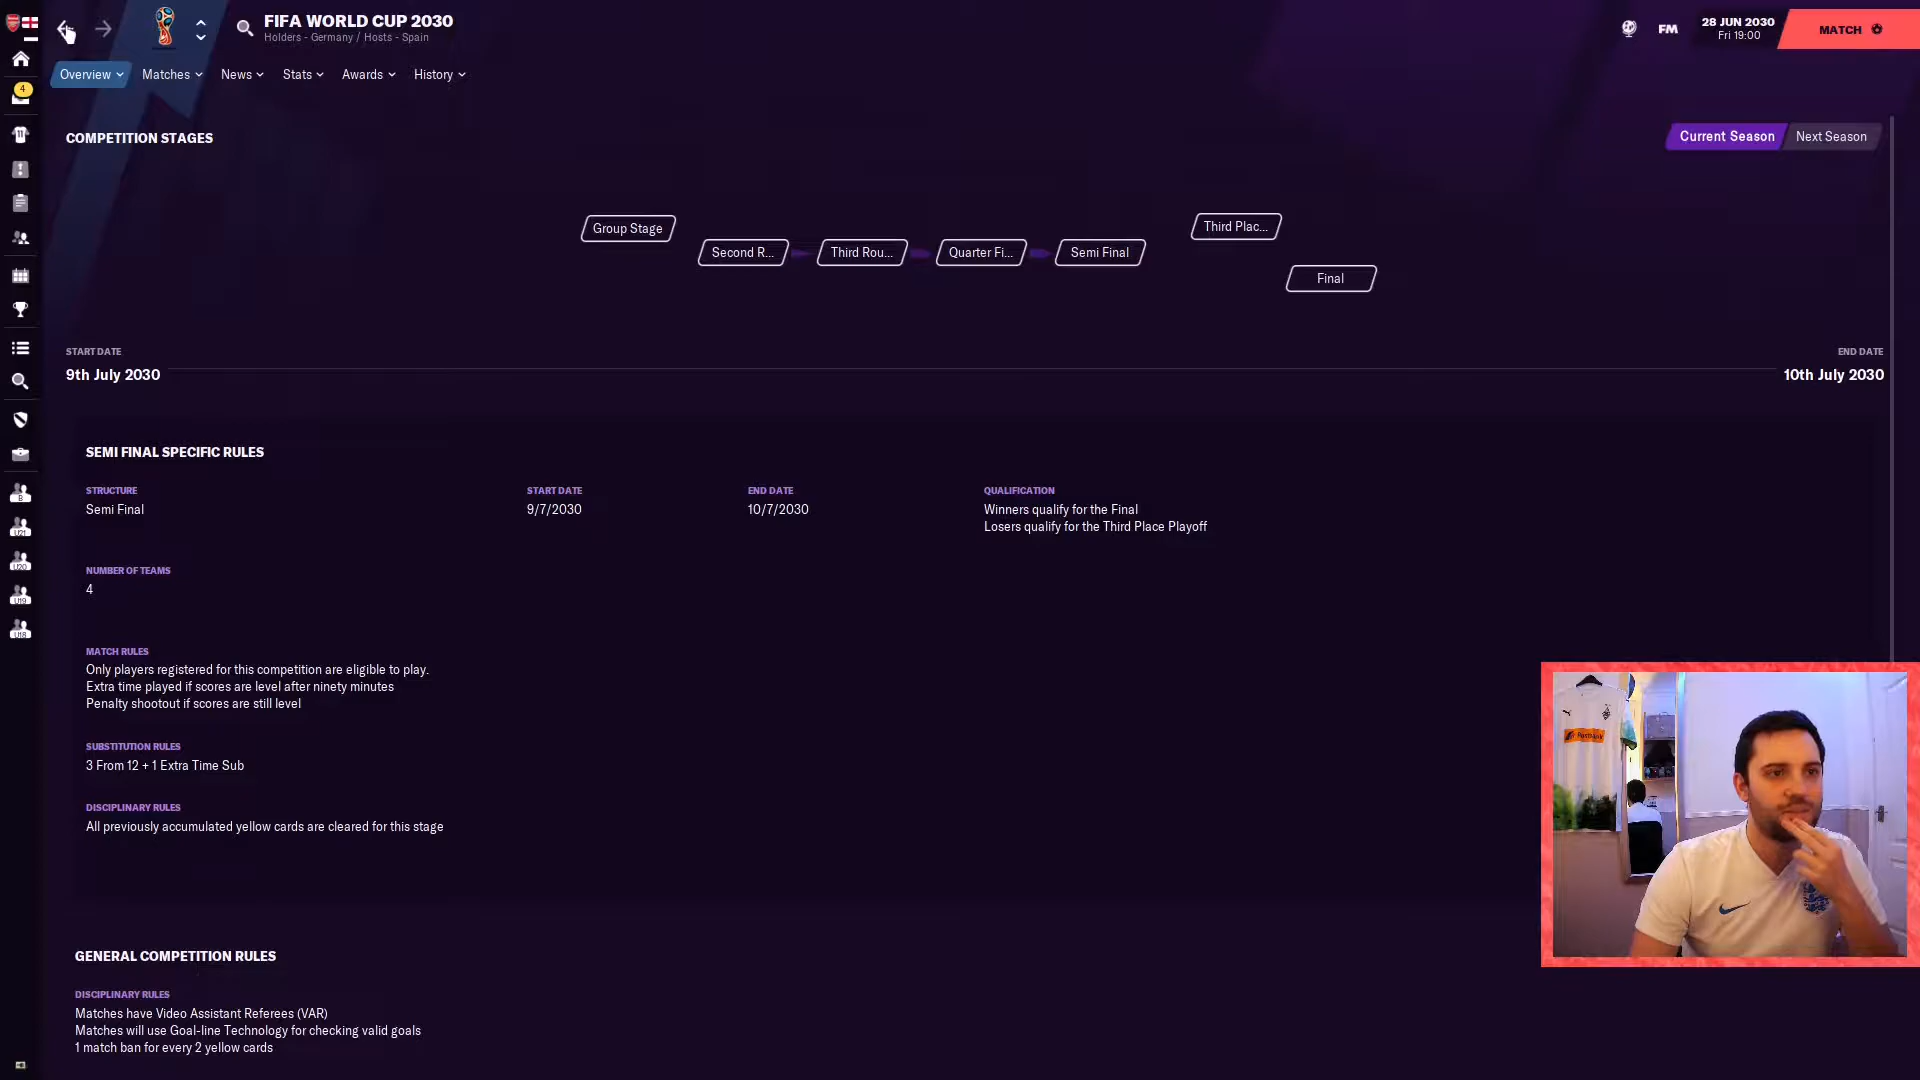 FIFA WORLD CUP 2030
Holders - Germany / Hosts - Spain
FM
28 JUN 2030
Fri 19:00
MATCH
Overview
Matches
News
Stats
Awards
History
4
COMPETITION STAGES
Current Season
Next Season
Group Stage
Second R...
Third Rou...
Quarter Fi...
Semi Final
Third Plac...
Final
START DATE
9th July 2030
END DATE
10th July 2030
SEMI FINAL SPECIFIC RULES
STRUCTURE
Semi Final
START DATE
9/7/2030
END DATE
10/7/2030
QUALIFICATION
Winners qualify for the Final
Losers qualify for the Third Place Playoff
NUMBER OF TEAMS
4
MATCH RULES
Only players registered for this competition are eligible to play.
Extra time played if scores are level after ninety minutes
Penalty shootout if scores are still level
SUBSTITUTION RULES
3 From 12 + 1 Extra Time Sub
DISCIPLINARY RULES
All previously accumulated yellow cards are cleared for this stage
GENERAL COMPETITION RULES
DISCIPLINARY RULES
Matches have Video Assistant Referees (VAR)
Matches will use Goal-line Technology for checking valid goals
1 match ban for every 2 yellow cards
B
U21
U20
U19
U18
Postbank